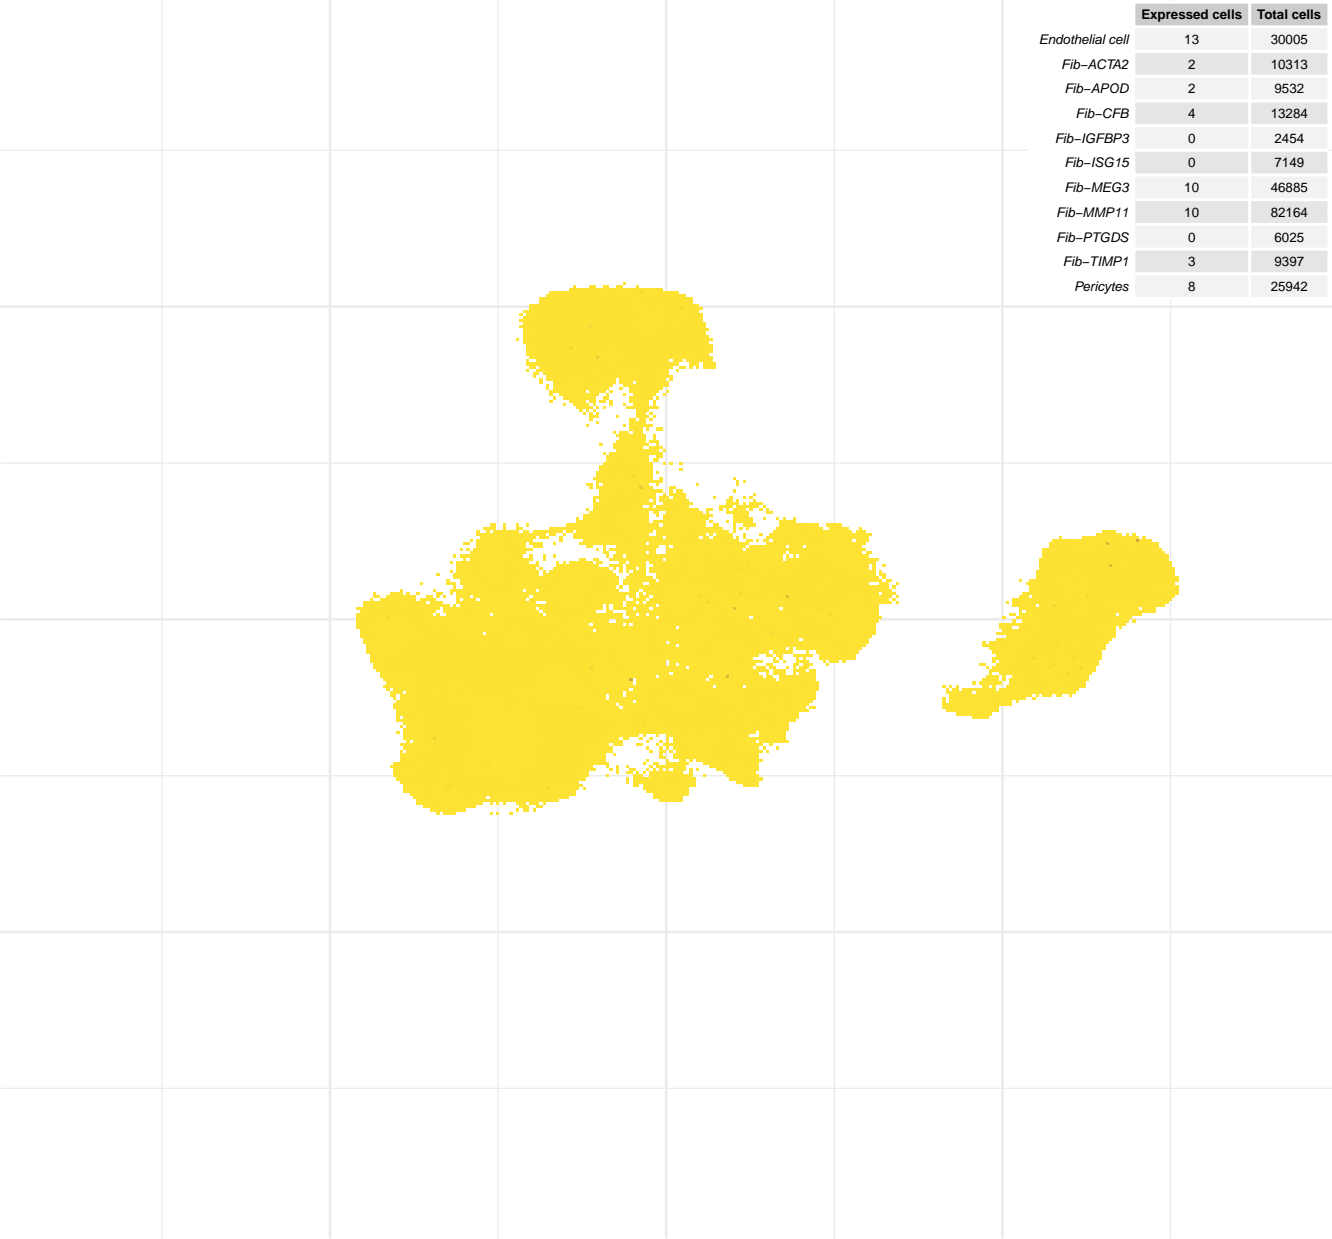 Expressed cells Total cells
Endothelial cell 13 30005
Fib−ACTA2 2 10313
Fib−APOD 2 9532
Fib−CFB 4 13284
Fib−IGFBP3 0 2454
Fib−ISG15 0 7149
Fib−MEG3 10 46885
Fib−MMP11 10 82164
Fib−PTGDS 0 6025
Fib−TIMP1 3 9397
Pericytes 8 25942